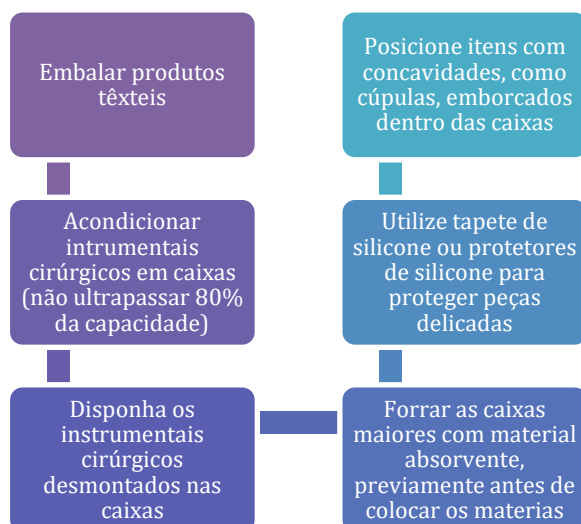 Embalar produtos
têxteis
Acondicionar
intrumentais
cirúrgicos em caixas
(não ultrapassar 80%
da capacidade)
Disponha os
instrumentais
cirúrgicos
desmontados nas
caixas
Forrar as caixas
maiores com material
absorvente,
previamente antes de
colocar os materias
Utilize tapete de
silicone ou protetores
de silicone para
proteger peças
delicadas
Posicione itens com
concavidades, como
cúpulas, emborcados
dentro das caixas